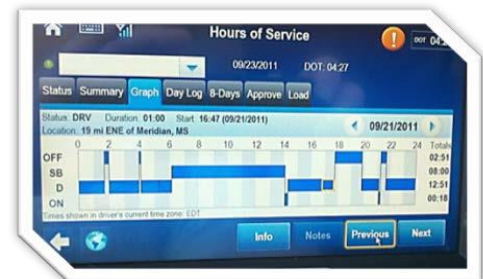 Hours of Service
DOT 04:2
09/23/2011 DOT: 04:27
Status Summary Graph Day Log 8-Days Approve Load
Status: DRV Duration: 01:00 Start: 16:47 (09/21/2011)
Location: 19 mi ENE of Meridian, MS
09/21/2011
0 2 4 6 8 10 12 14 16 18 20 22 24 Totals
OFF 02:51
SB 08:00
D 12:51
ON 00:18
Times shown in driver's current time zone: EDT
Info Notes Previous Next